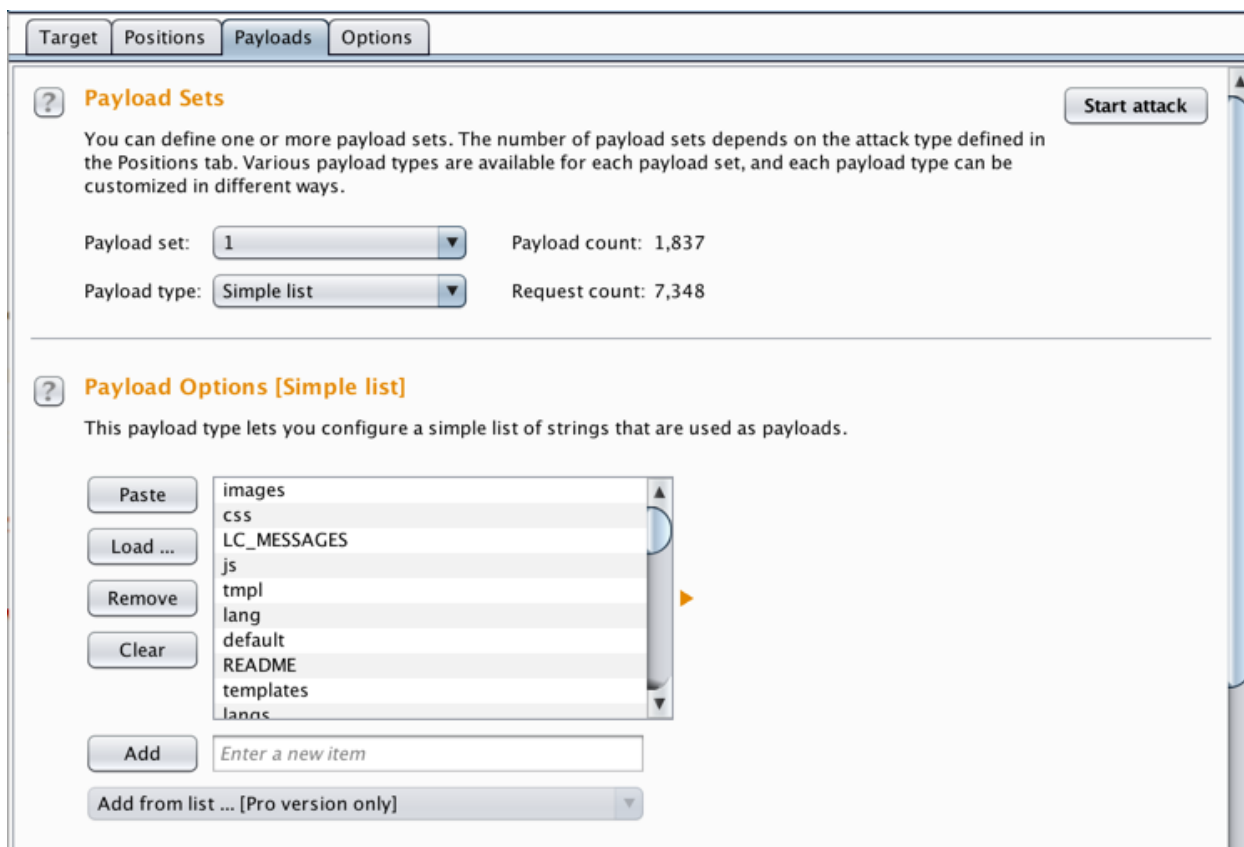 Target Positions Payloads Options
? Payload Sets
Start attack
You can define one or more payload sets. The number of payload sets depends on the attack type defined in
the Positions tab. Various payload types are available for each payload set, and each payload type can be
customized in different ways.
Payload set: 1 Payload count: 1,837
Payload type: Simple list Request count: 7,348
? Payload Options [Simple list]
This payload type lets you configure a simple list of strings that are used as payloads.
Paste
Load ...
Remove
Clear
images
css
LC_MESSAGES
js
tmpl
lang
default
README
templates
langs
Add Enter a new item
Add from list ... [Pro version only]